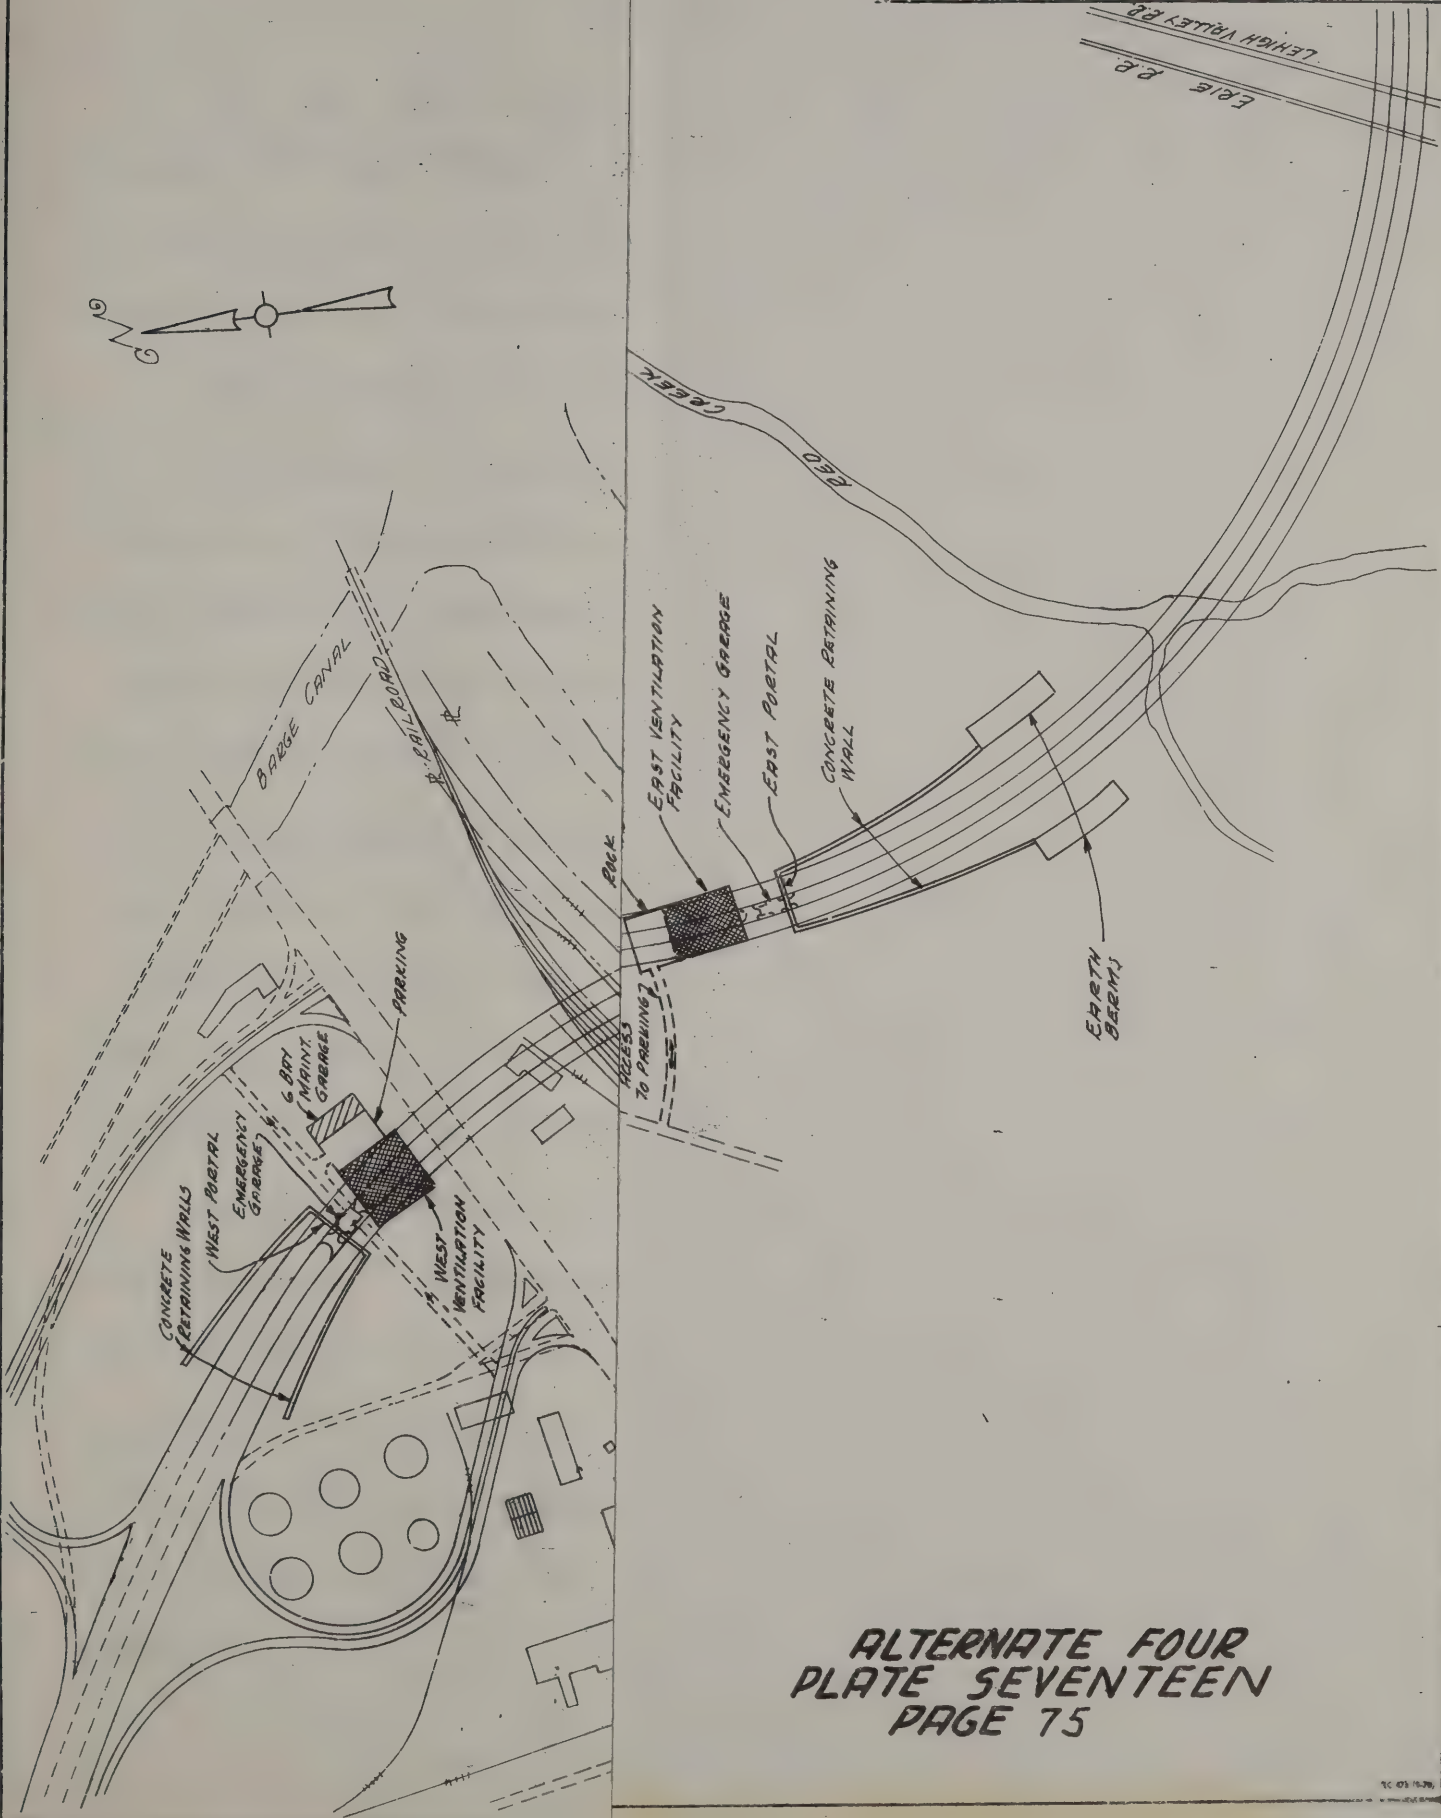 LEHIGH VALLEY R.R.
ERIE R.R.
N
CREEK
RED
BARGE CANAL
RAILROAD
ROCK
EAST VENTILATION
FACILITY
EMERGENCY GARAGE
EAST PORTAL
CONCRETE RETAINING
WALL
PARKING
6 BAY
MAINT.
GARAGE
EMERGENCY
GARAGE
WEST PORTAL
CONCRETE
RETAINING WALLS
WEST
VENTILATION
FACILITY
ACCESS
TO PARKING
EARTH
BERMS
ALTERNATE FOUR
PLATE SEVENTEEN
PAGE 75